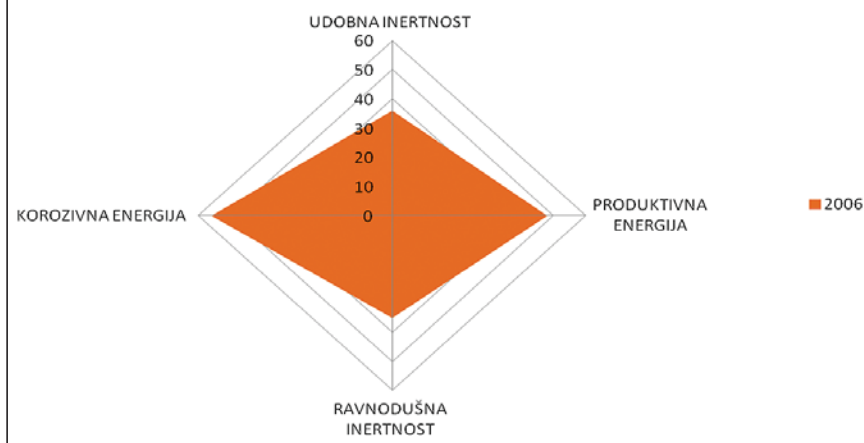 UDOBNA INERTNOST
60
50
40
30
20
10
0
KOROZIVNA ENERGIJA
PRODUKTIVNA
ENERGIJA
2006
RAVNODUŠNA
INERTNOST